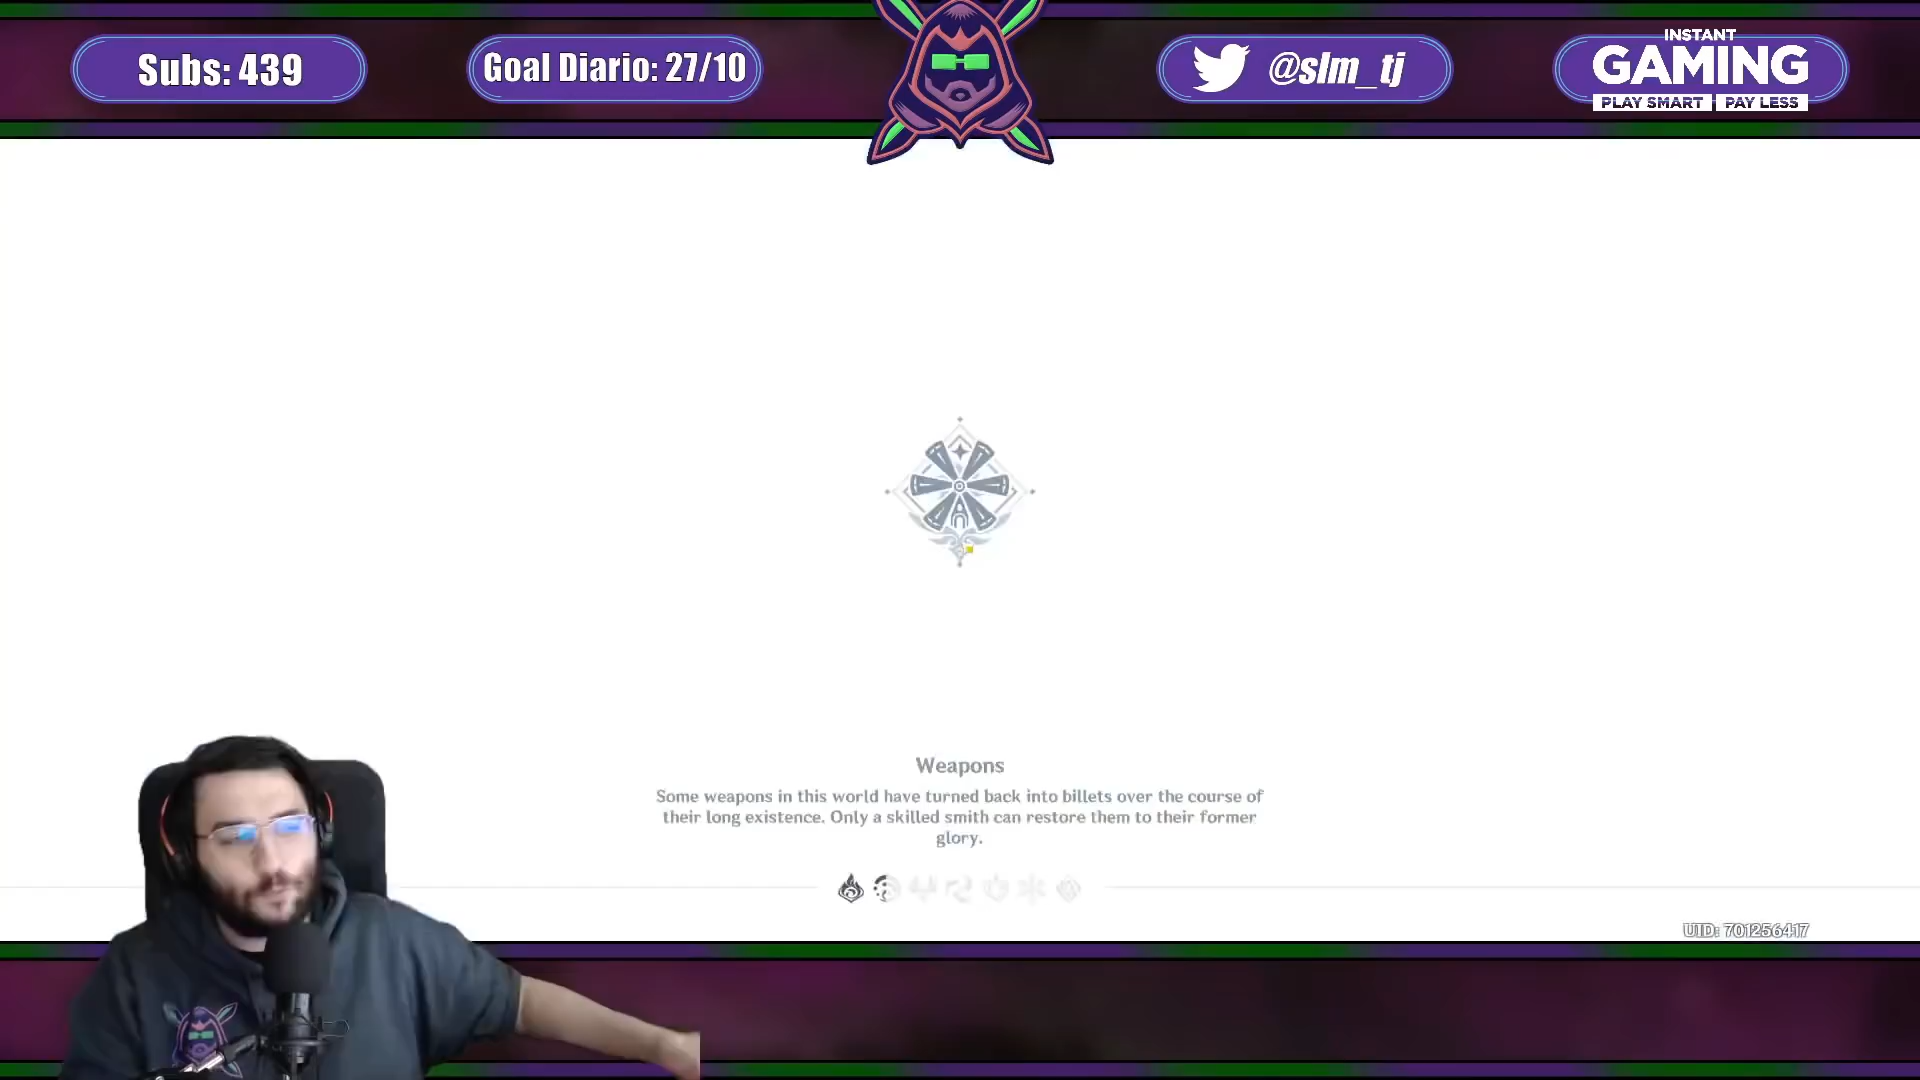 Subs: 439
Goal Diario: 27/10
@slm_tj
INSTANT
GAMING
PLAY SMART PAY LESS
Weapons
Some weapons in this world have turned back into billets over the course of
their long existence. Only a skilled smith can restore them to their former
glory.
UID: 701256417